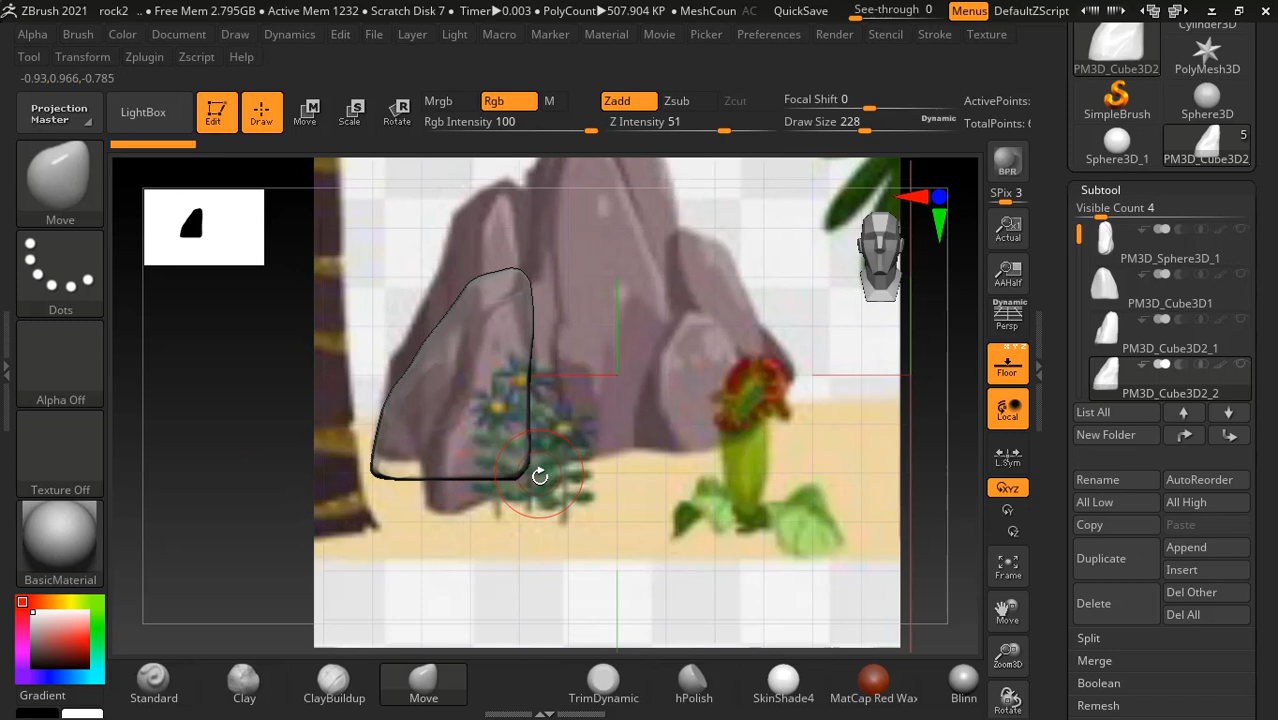 ZBrush 2021 rock2 .. • Free Mem 2.795GB • Active Mem 1232 • Scratch Disk 7 • Timer▶0.003 • PolyCount▶507.904 KP • MeshCoun AC QuickSave See-through 0 Menus DefaultZScript
Alpha Brush Color Document Draw Dynamics Edit File Layer Light Macro Marker Material Movie Picker Preferences Render Stencil Stroke Texture
Tool Transform Zplugin Zscript Help
-0.93,0.966,-0.785
Projection Master
LightBox
Edit
Draw
Move
Scale
Rotate
Mrgb Rgb M
Rgb Intensity 100
Zadd Zsub Zcut
Z Intensity 51
Focal Shift 0
Draw Size 228
Dynamic
ActivePoints:
TotalPoints: 6
Move
Dots
Alpha Off
Texture Off
BasicMaterial
Gradient
Standard
Clay
ClayBuildup
Move
TrimDynamic
hPolish
SkinShade4
MatCap Red Wax
Blinn
BPR
SPix 3
Actual
AAHalf
Dynamic
Persp
X Y Z
Floor
Local
L.Sym
XYZ
Y
Z
Frame
Move
Zoom3D
Rotate
Cylinder3D
PM3D_Cube3D2
PolyMesh3D
SimpleBrush
Sphere3D
Sphere3D_1
5
PM3D_Cube3D2
Subtool
Visible Count 4
PM3D_Sphere3D_1
PM3D_Cube3D1
PM3D_Cube3D2_1
PM3D_Cube3D2_2
List All
New Folder
Rename AutoReorder
All Low All High
Copy Paste
Duplicate
Append
Insert
Delete
Del Other
Del All
Split
Merge
Boolean
Remesh